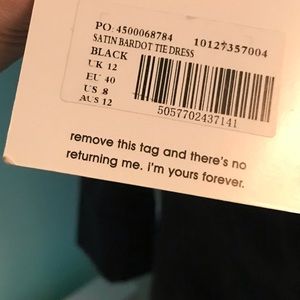 PO: 4500068784 10127357004
SATIN BARDOT TIE DRESS
BLACK
UK 12
EU 40
US 8
AUS 12
5057702437141
remove this tag and there's no
returning me. i'm yours forever.